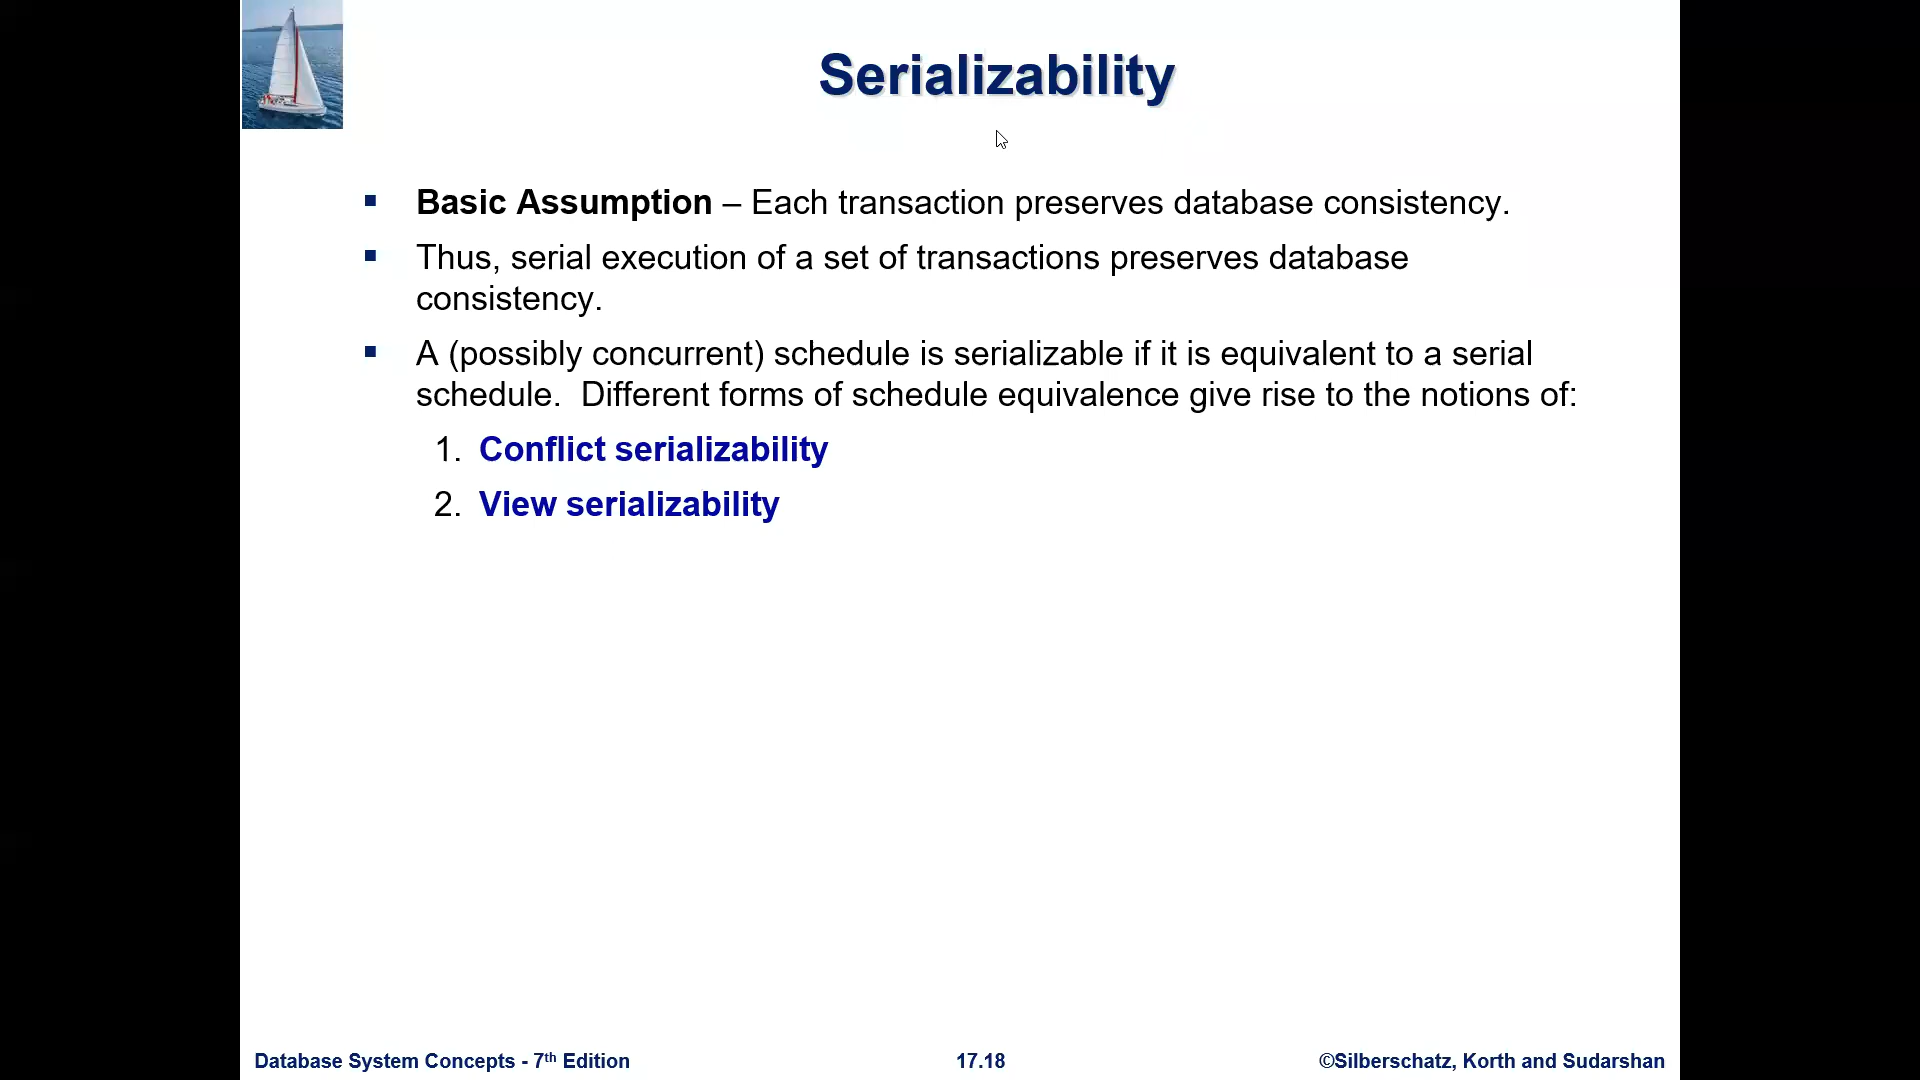 Serializability
▪ Basic Assumption – Each transaction preserves database consistency.
▪ Thus, serial execution of a set of transactions preserves database
consistency.
▪ A (possibly concurrent) schedule is serializable if it is equivalent to a serial
schedule.  Different forms of schedule equivalence give rise to the notions of:
1. Conflict serializability
2. View serializability
Database System Concepts - 7th Edition
17.18
©Silberschatz, Korth and Sudarshan